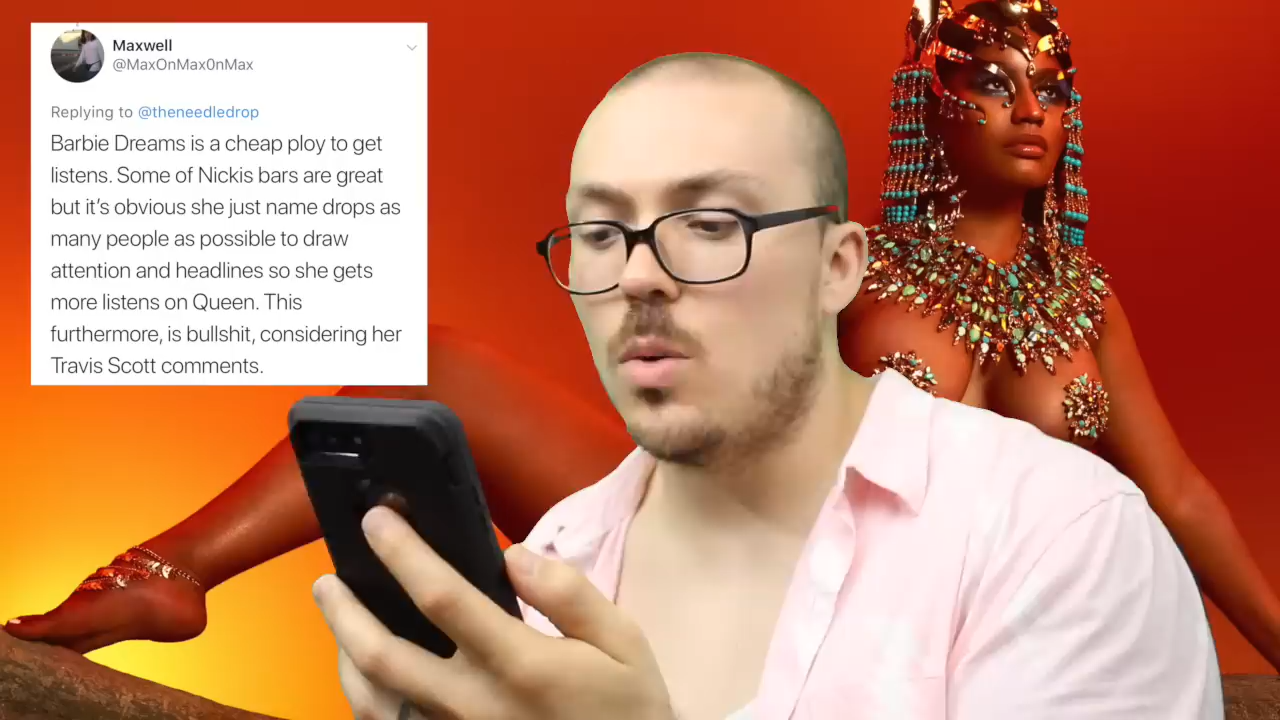 Maxwell
@MaxOnMax0nMax
Replying to @theneedledrop
Barbie Dreams is a cheap ploy to get
listens. Some of Nickis bars are great
but it’s obvious she just name drops as
many people as possible to draw
attention and headlines so she gets
more listens on Queen. This
furthermore, is bullshit, considering her
Travis Scott comments.